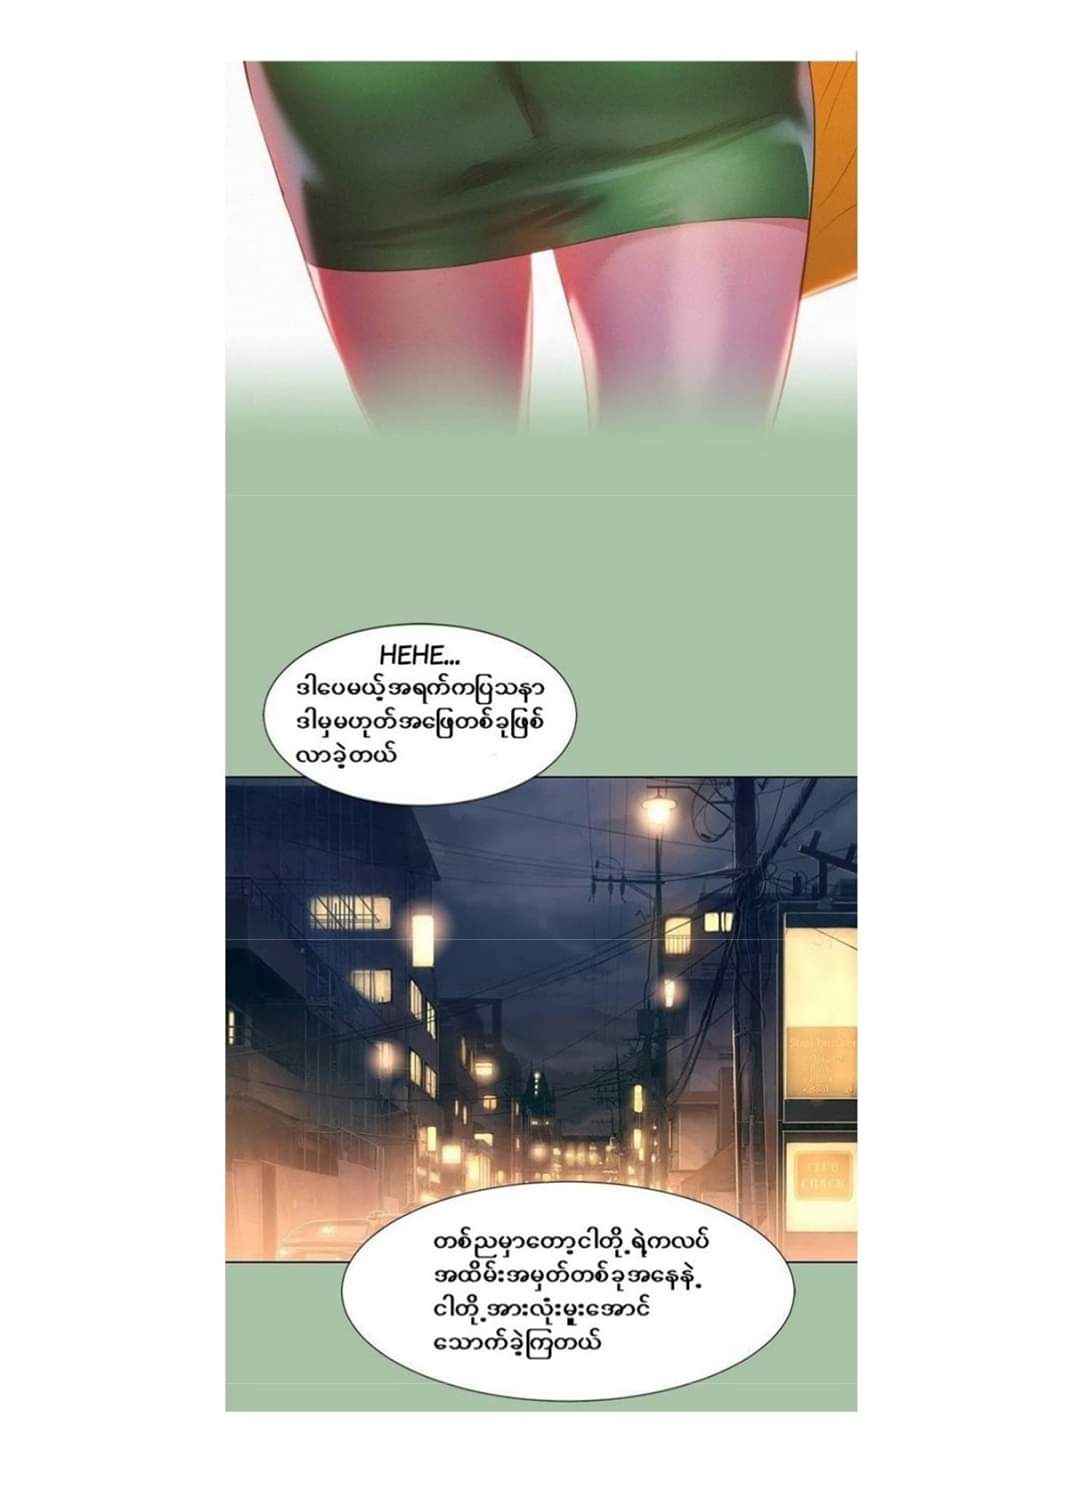 HEHE...
ဒါပေမယ့်အရက်ကပြသနာ
ဒါမှမဟုတ်အဖြေတစ်ခုဖြစ်
လာခဲ့တယ်
တစ်ညမှာတော့ငါတို့ရဲ့ကလပ်
အထိမ်းအမှတ်တစ်ခုအနေနဲ့
ငါတို့အားလုံးမူးအောင်
သောက်ခဲ့ကြတယ်